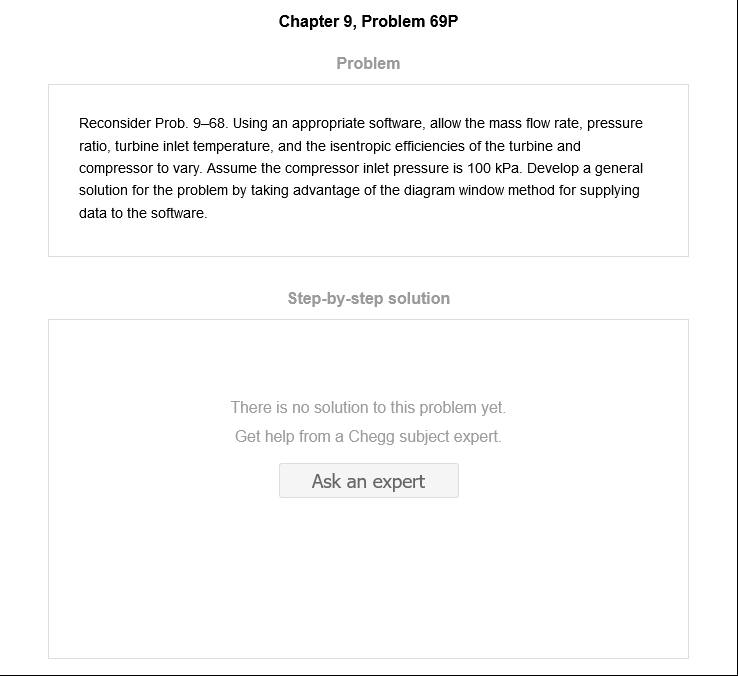 Chapter 9, Problem 69P
Problem
Reconsider Prob. 9–68. Using an appropriate software, allow the mass flow rate, pressure
ratio, turbine inlet temperature, and the isentropic efficiencies of the turbine and
compressor to vary. Assume the compressor inlet pressure is 100 kPa. Develop a general
solution for the problem by taking advantage of the diagram window method for supplying
data to the software.
Step-by-step solution
There is no solution to this problem yet.
Get help from a Chegg subject expert.
Ask an expert